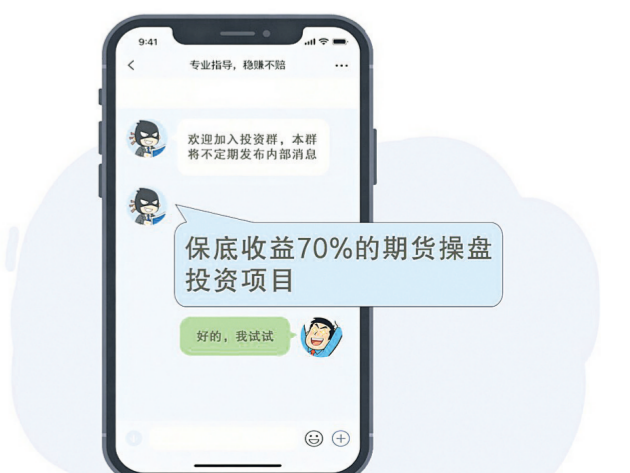 9:41
专业指导，稳赚不赔
欢迎加入投资群，本群
将不定期发布内部消息
保底收益70%的期货操盘
投资项目
好的，我试试